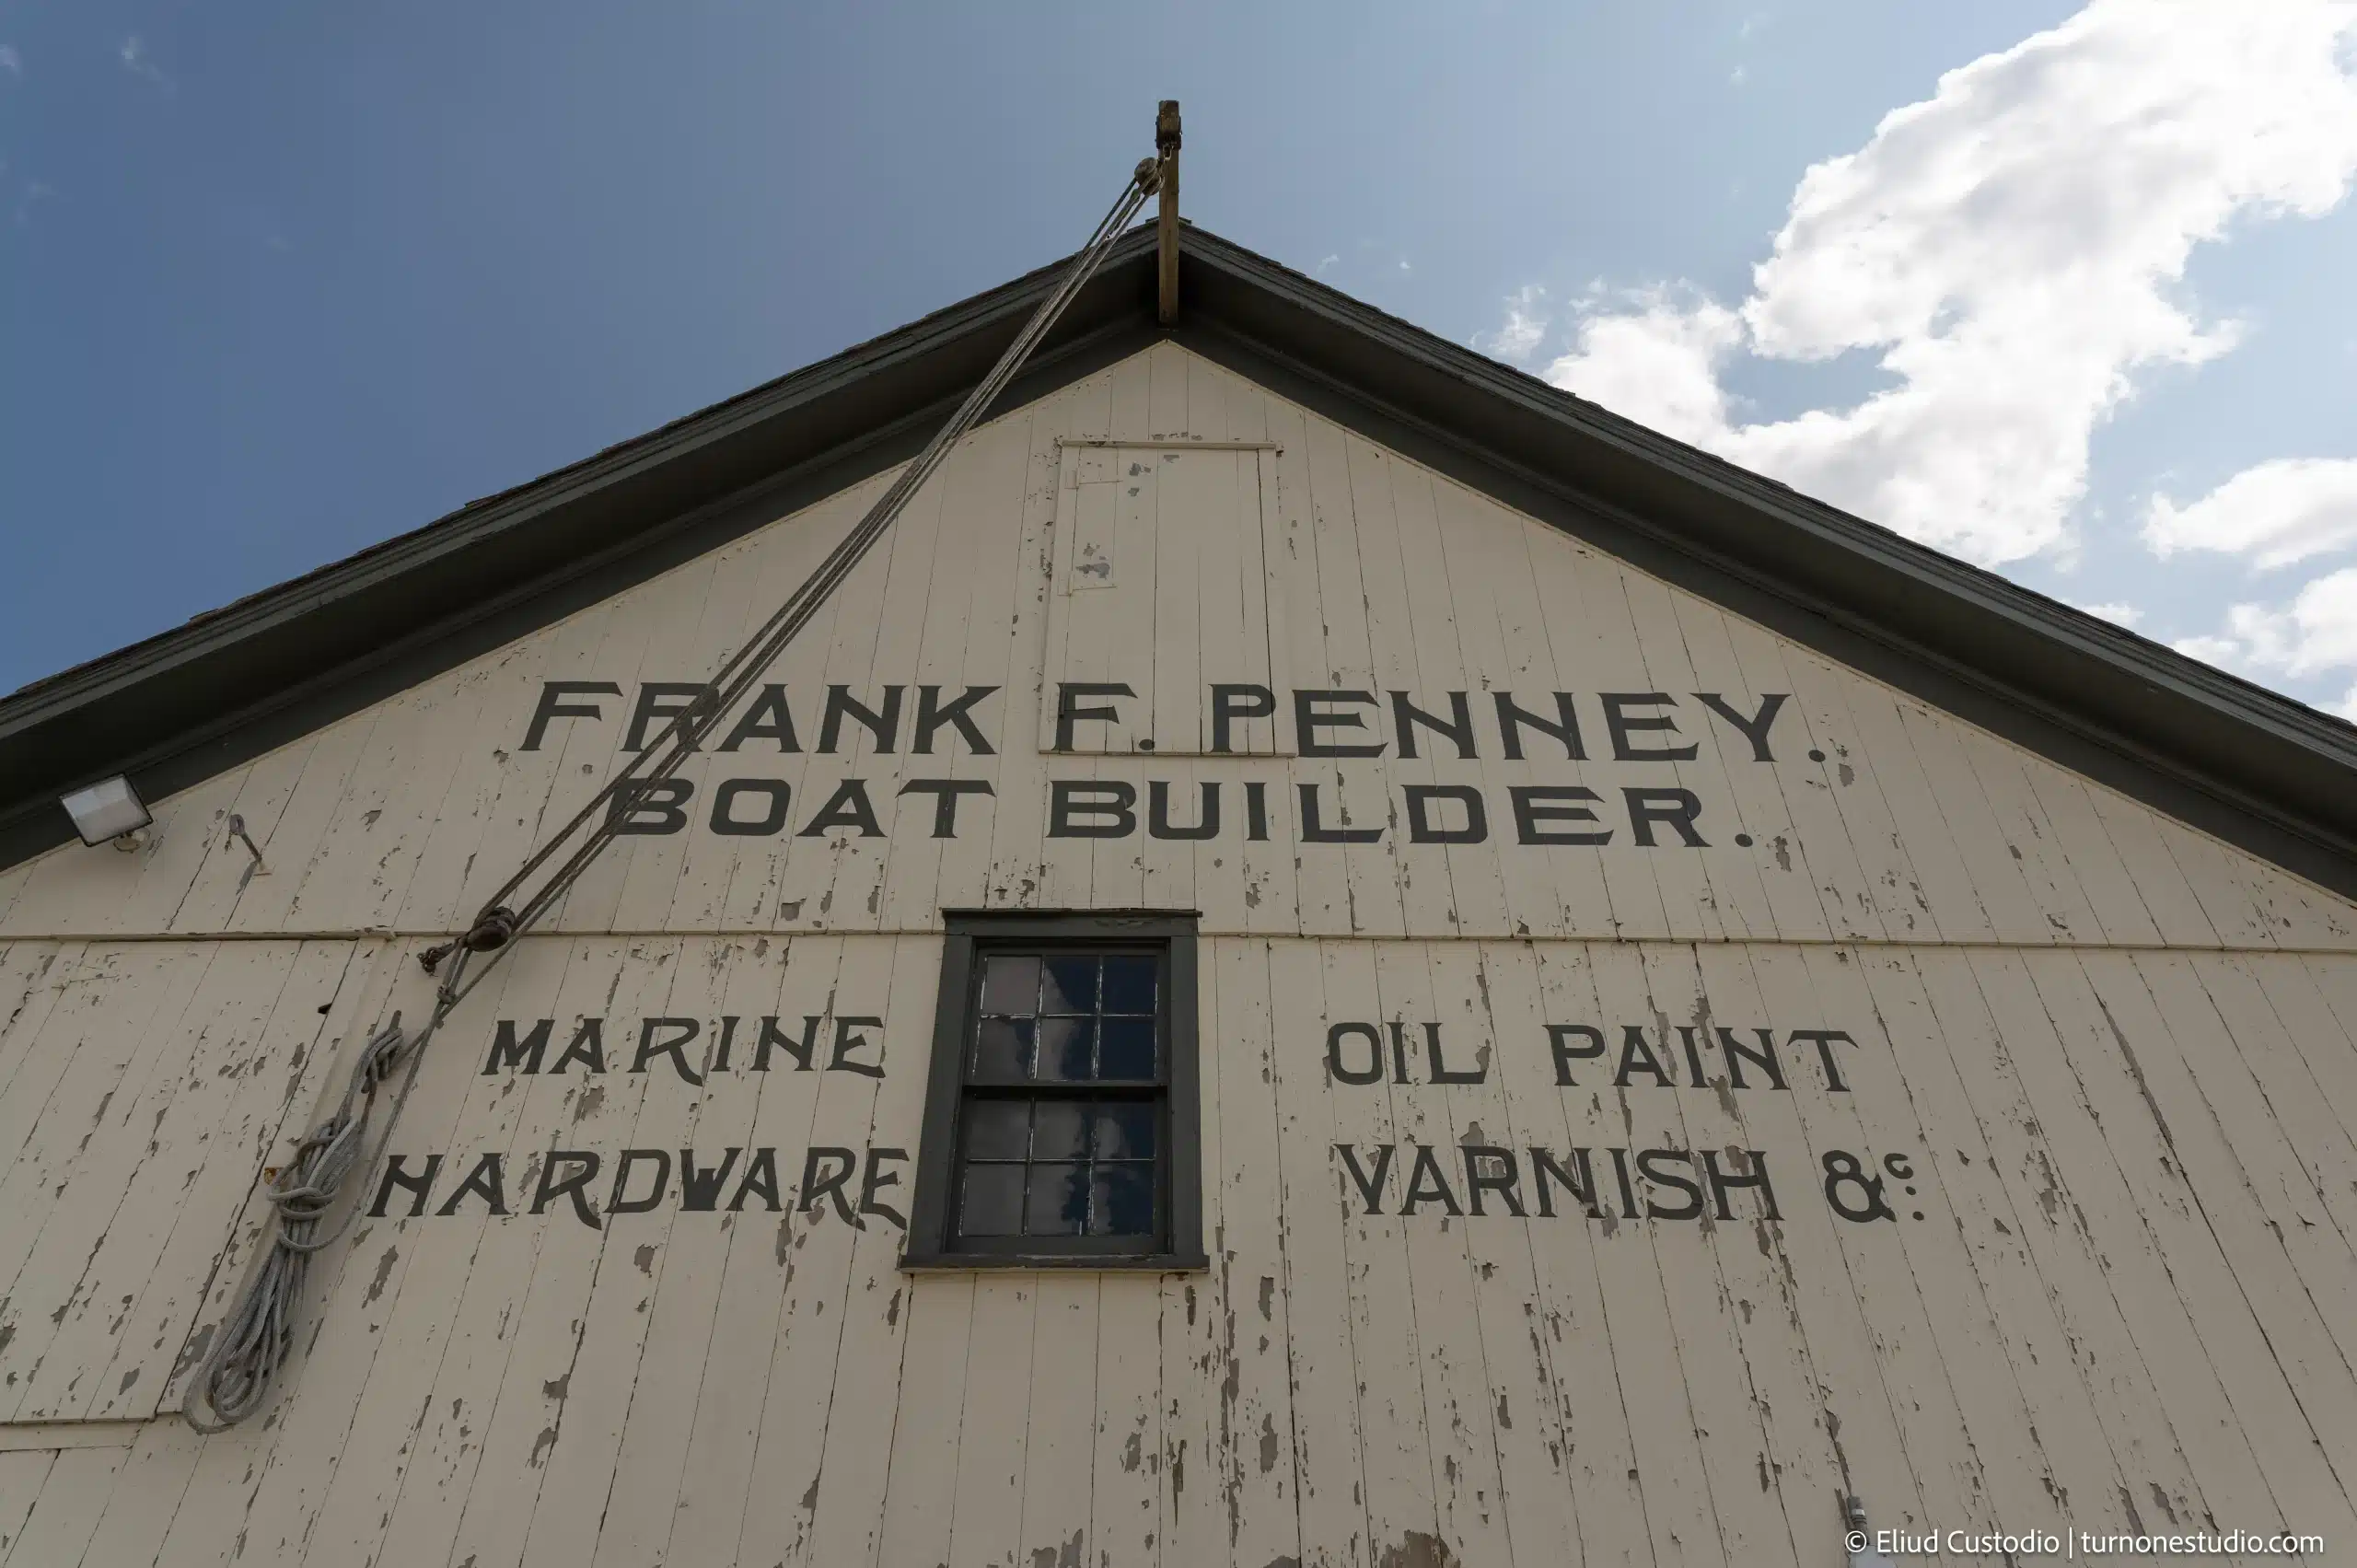 FRANK F. PENNEY.
BOAT BUILDER.
MARINE
HARDWARE
OIL PAINT
VARNISH &c:
© Eliud Custodio | turnonestudio.com